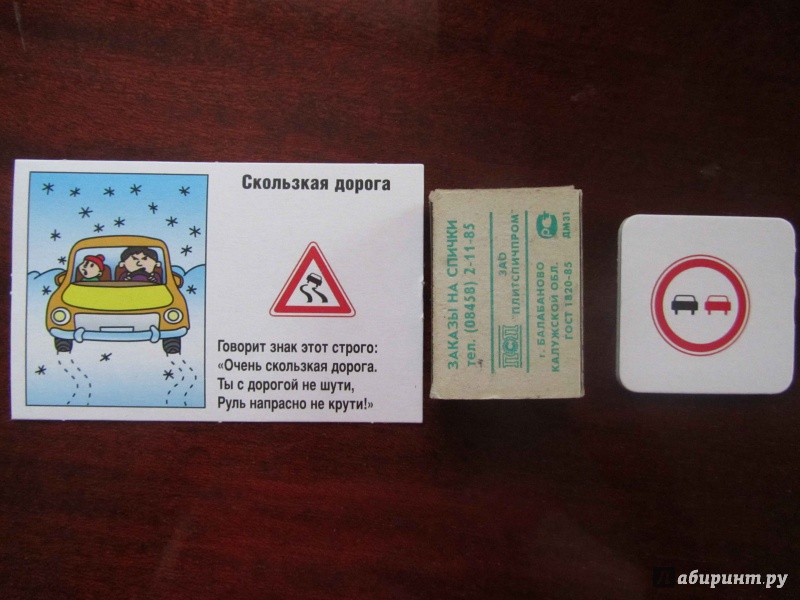 Скользкая дорога
Говорит знак этот строго:
«Очень скользкая дорога.
Ты с дорогой не шути,
Руль напрасно не крути!»
ЗАКАЗЫ НА СПИЧКИ
тел. (08458) 2-11-85
ЗАО
"ПЛИТСПИЧПРОМ"
г. БАЛАБАНОВО
КАЛУЖСКОЙ ОБЛ.
ГОСТ 1820-85
ДМ31
лабиринт.ру